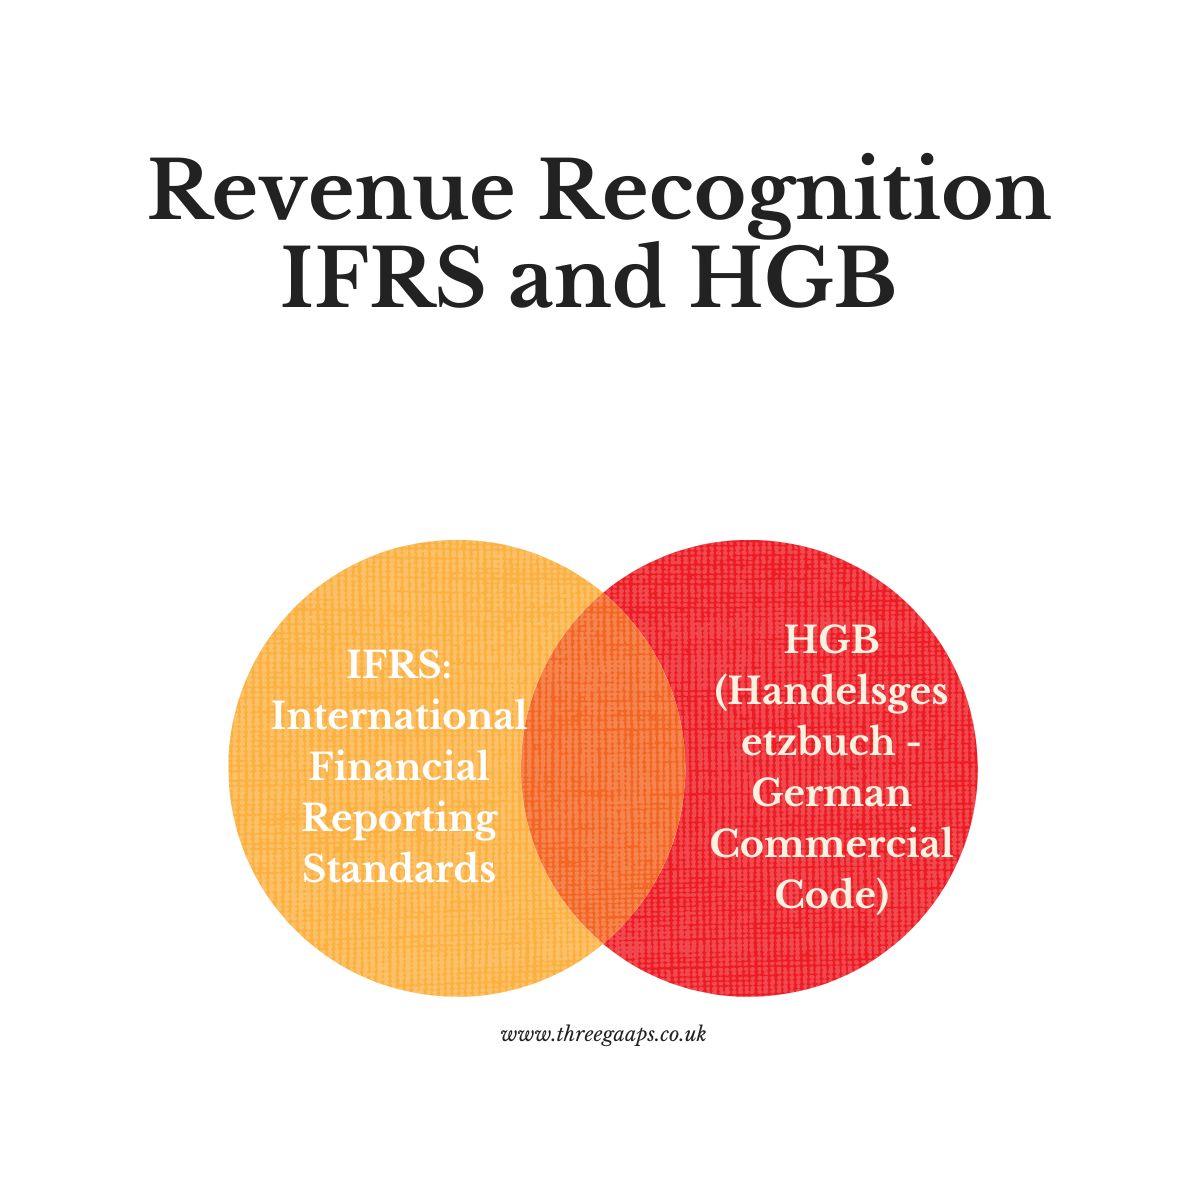 Revenue Recognition
IFRS and HGB
IFRS:
International
Financial
Reporting
Standards
HGB
(Handelsges
etzbuch -
German
Commercial
Code)
www.threegaaps.co.uk